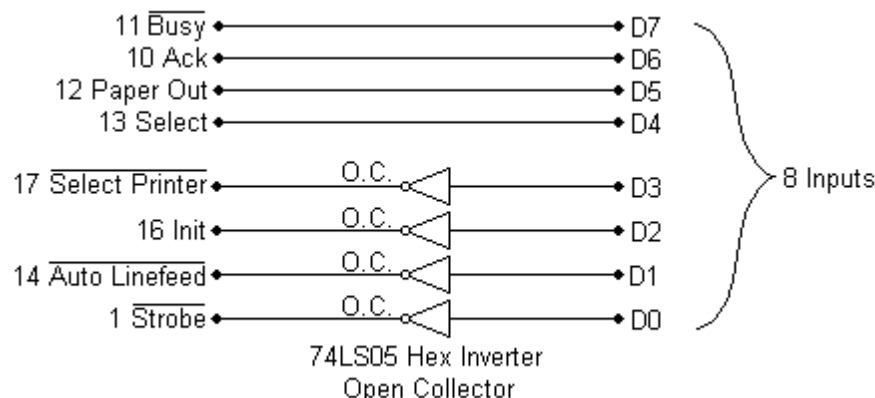 11 Busy D7
10 Ack D6
12 Paper Out D5
13 Select D4
17 Select Printer O.C. D3
8 Inputs
16 Init O.C. D2
14 Auto Linefeed O.C. D1
1 Strobe O.C. D0
74LS05 Hex Inverter
Open Collector